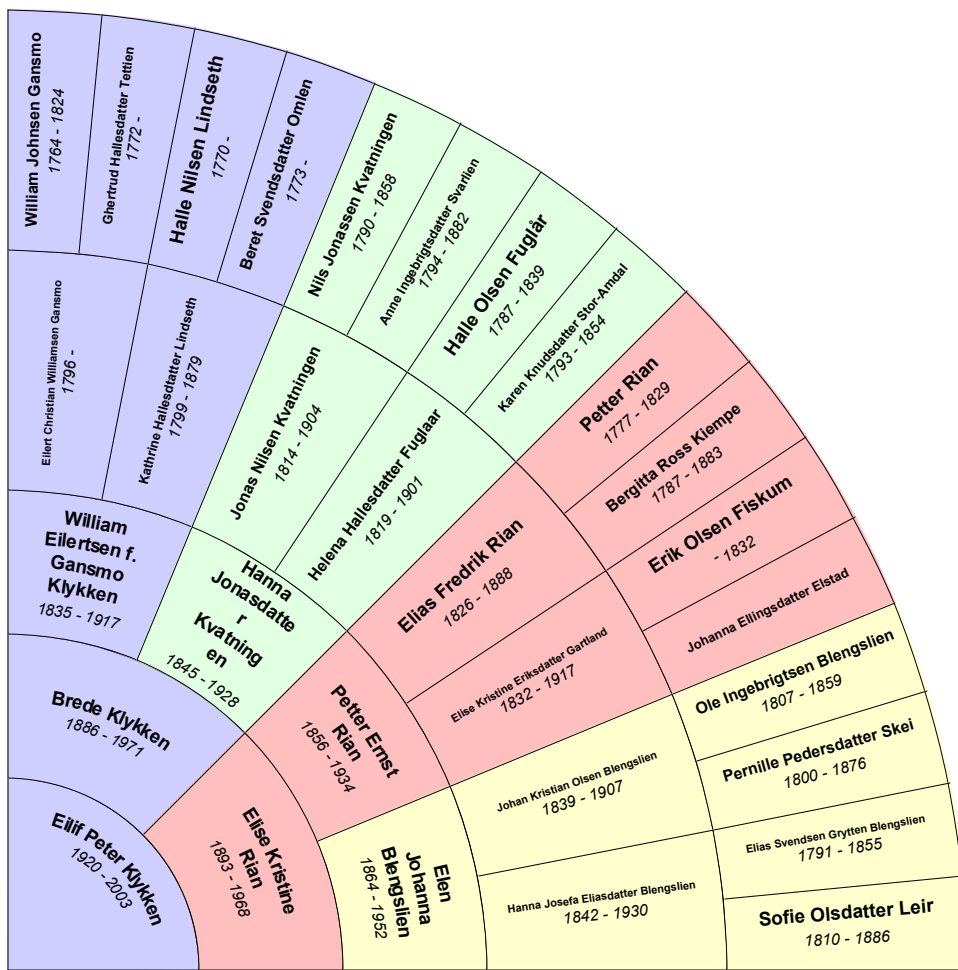 William Johnsen Gansmo
1764 - 1824
Ghertrud Hallesdatter Tettien
1772 -
Halle Nilsen Lindseth
1770 -
Beret Svendsdatter Omlen
1773 -
Nils Jonassen Kvatningen
1790 - 1858
Anne Ingebrigtsdatter Svarlien
1794 - 1882
Halle Olsen Fuglår
1787 - 1839
Karen Knudsdatter Stor-Amdal
1793 - 1854
Petter Rian
1777 - 1829
Bergitta Ross Kiempe
1787 - 1883
Erik Olsen Fiskum
- 1832
Johanna Ellingsdatter Elstad
Ole Ingebrigtsen Blengslien
1807 - 1859
Pernille Pedersdatter Skei
1800 - 1876
Elias Svendsen Grytten Blengslien
1791 - 1855
Sofie Olsdatter Leir
1810 - 1886
Eilert Christian Williamsen Gansmo
1796 -
Kathrine Hallesdatter Lindseth
1799 - 1879
Jonas Nilsen Kvatningen
1814 - 1904
Helena Hallesdatter Fuglaar
1819 - 1901
Elias Fredrik Rian
1826 - 1888
Elise Kristine Eriksdatter Gartland
1832 - 1917
Johan Kristian Olsen Blengslien
1839 - 1907
Hanna Josefa Eliasdatter Blengslien
1842 - 1930
William
Eilertsen f.
Gansmo
Klykken
1835 - 1917
Hanna
Jonasdatte
r
Kvatning
en
1845 - 1928
Petter Ernst
Rian
1856 - 1934
Elen
Johanna
Blengslien
1864 - 1952
Brede Klykken
1886 - 1971
Elise Kristine
Rian
1893 - 1968
Eilif Peter Klykken
1920 - 2003